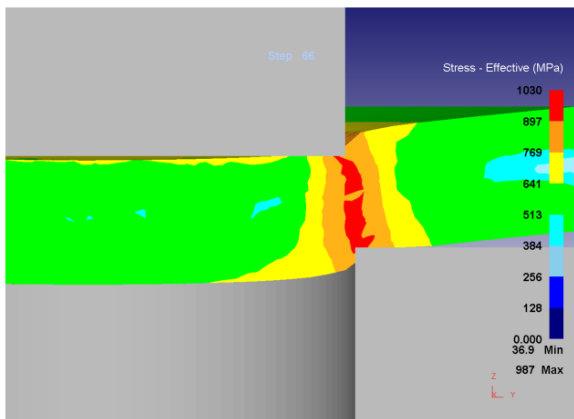 Step 86
Stress - Effective (MPa)
1030
897
769
641
513
384
256
128
0.000
36.9 Min
987 Max
Z
X Y